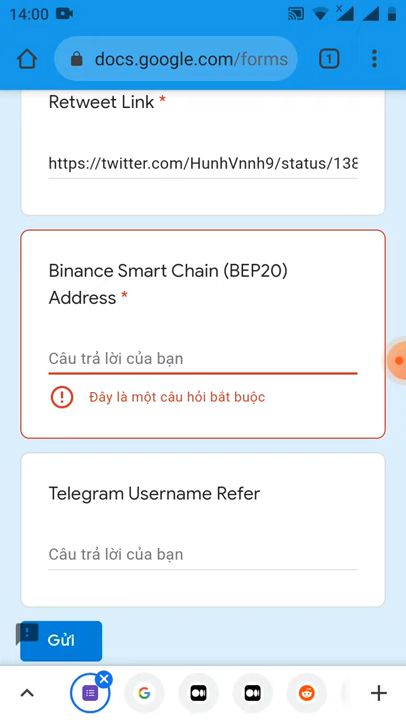 14:00
docs.google.com/forms
1
Retweet Link *
https://twitter.com/HunhVnnh9/status/138
Binance Smart Chain (BEP20)
Address *
Câu trả lời của bạn
Đây là một câu hỏi bắt buộc
Telegram Username Refer
Câu trả lời của bạn
Gửi